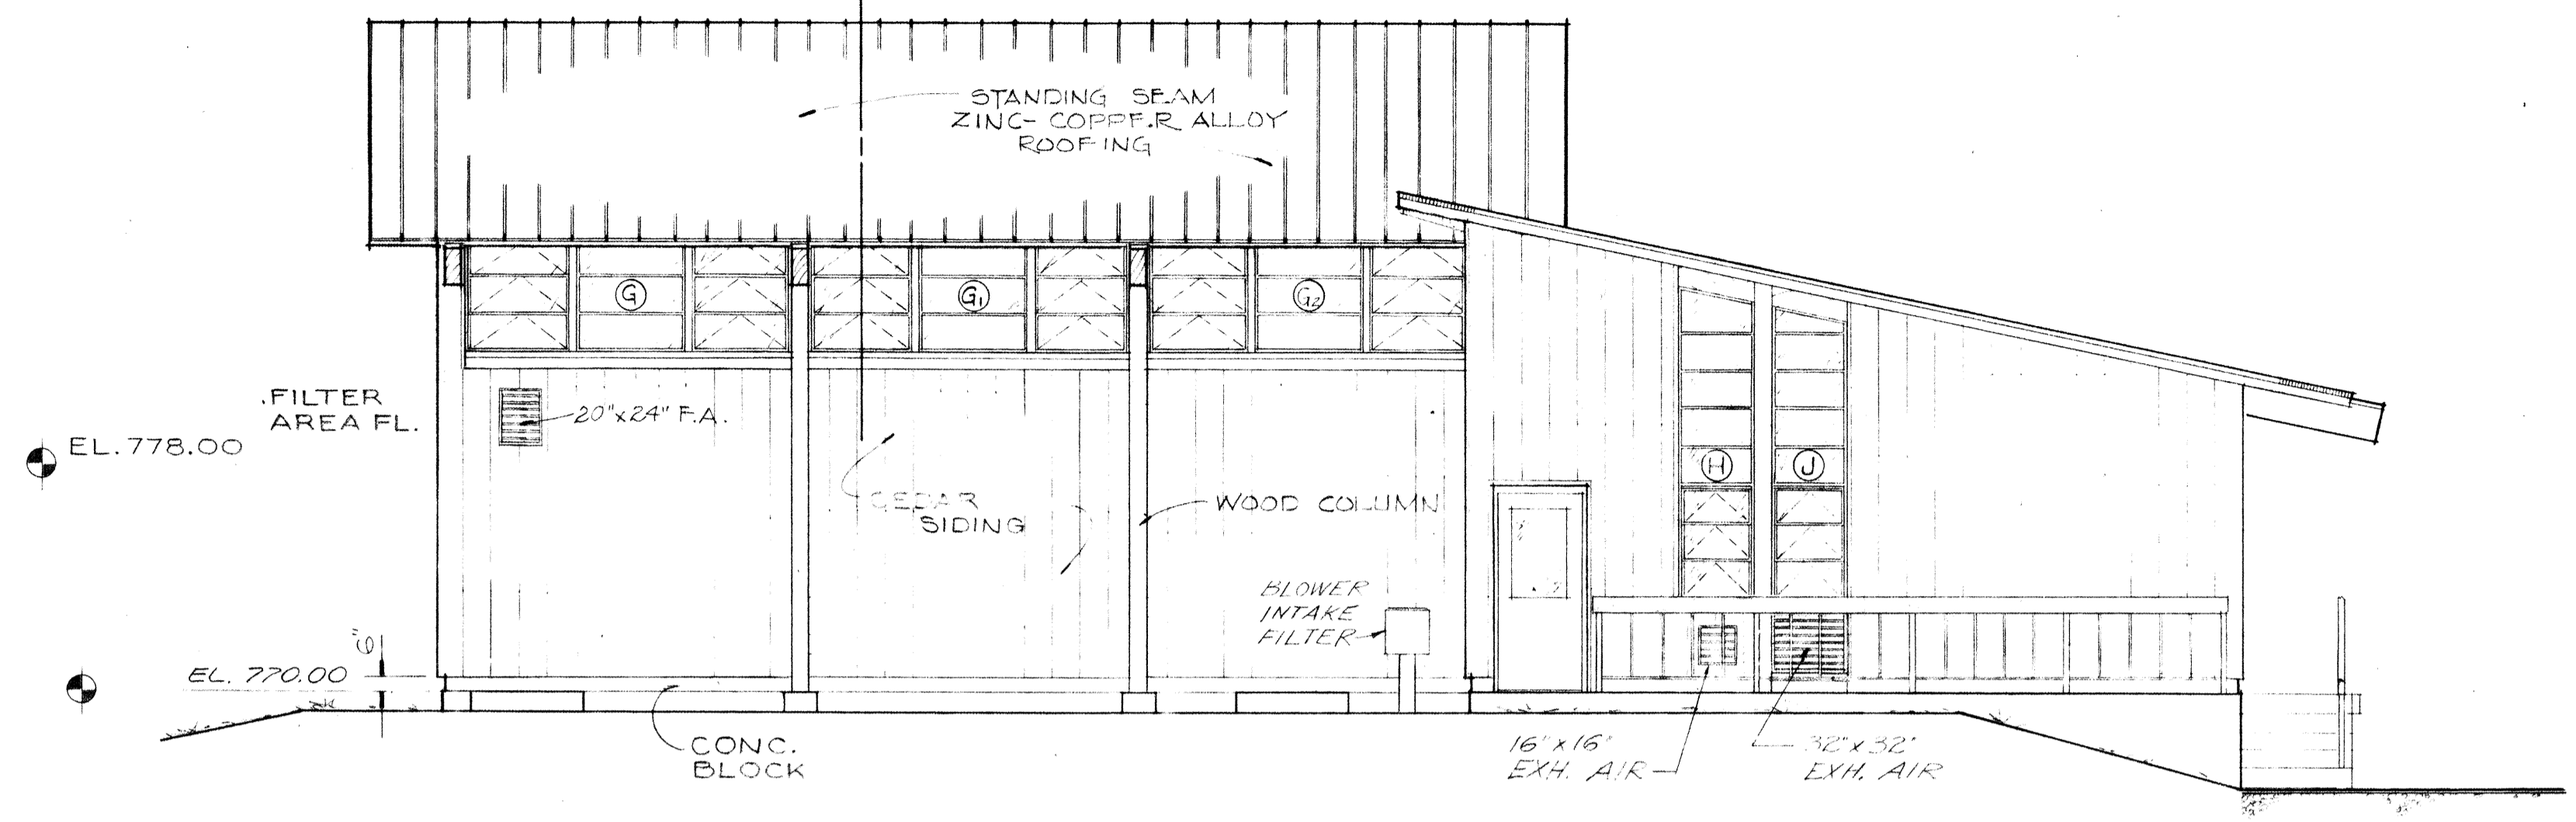 STANDING SEAM
ZINC-COPPER ALLOY
ROOFING
G
G1
G2
FILTER
AREA FL.
EL. 778.00
20"x24" F.A.
H
J
CEDAR
SIDING
WOOD COLUMN
BLOWER
INTAKE
FILTER
6"
EL. 770.00
CONC.
BLOCK
16"x16"
EXH. AIR
32"x32"
EXH. AIR